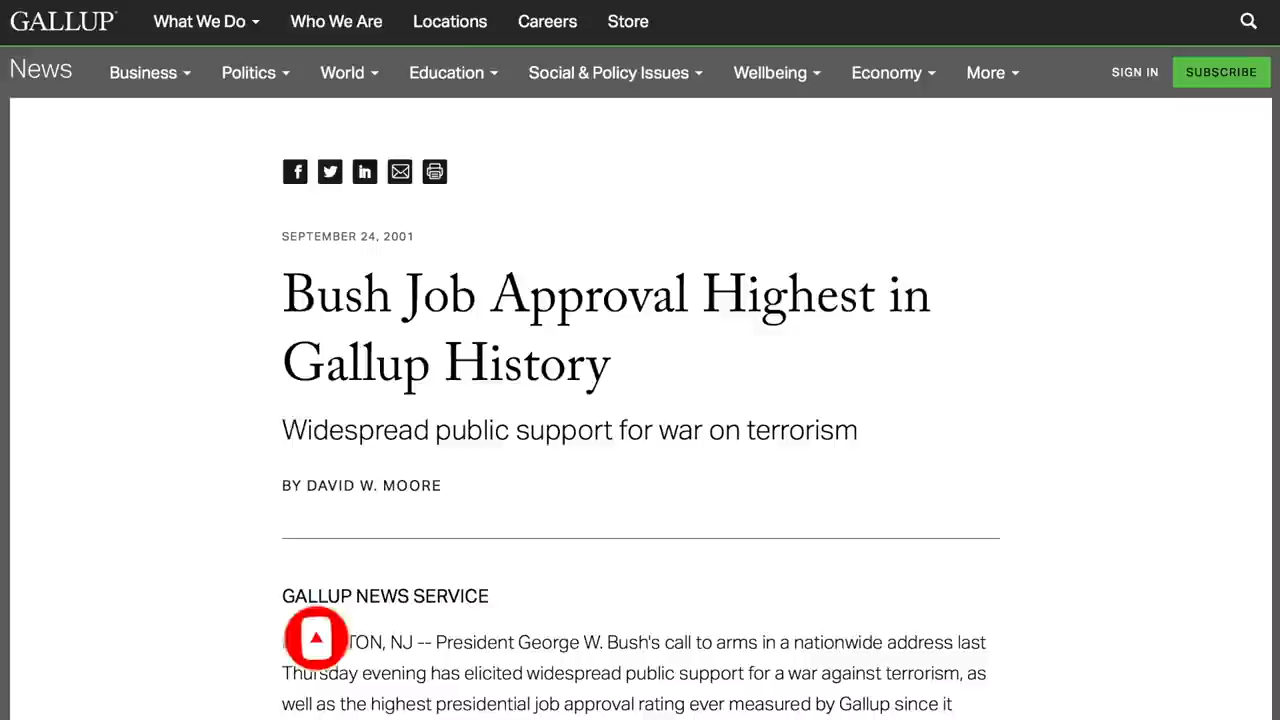 GALLUP What We Do Who We Are Locations Careers Store
News Business Politics World Education Social & Policy Issues Wellbeing Economy More SIGN IN SUBSCRIBE
SEPTEMBER 24, 2001
Bush Job Approval Highest in
Gallup History
Widespread public support for war on terrorism
BY DAVID W. MOORE
GALLUP NEWS SERVICE
TON, NJ -- President George W. Bush's call to arms in a nationwide address last
Thursday evening has elicited widespread public support for a war against terrorism, as
well as the highest presidential job approval rating ever measured by Gallup since it